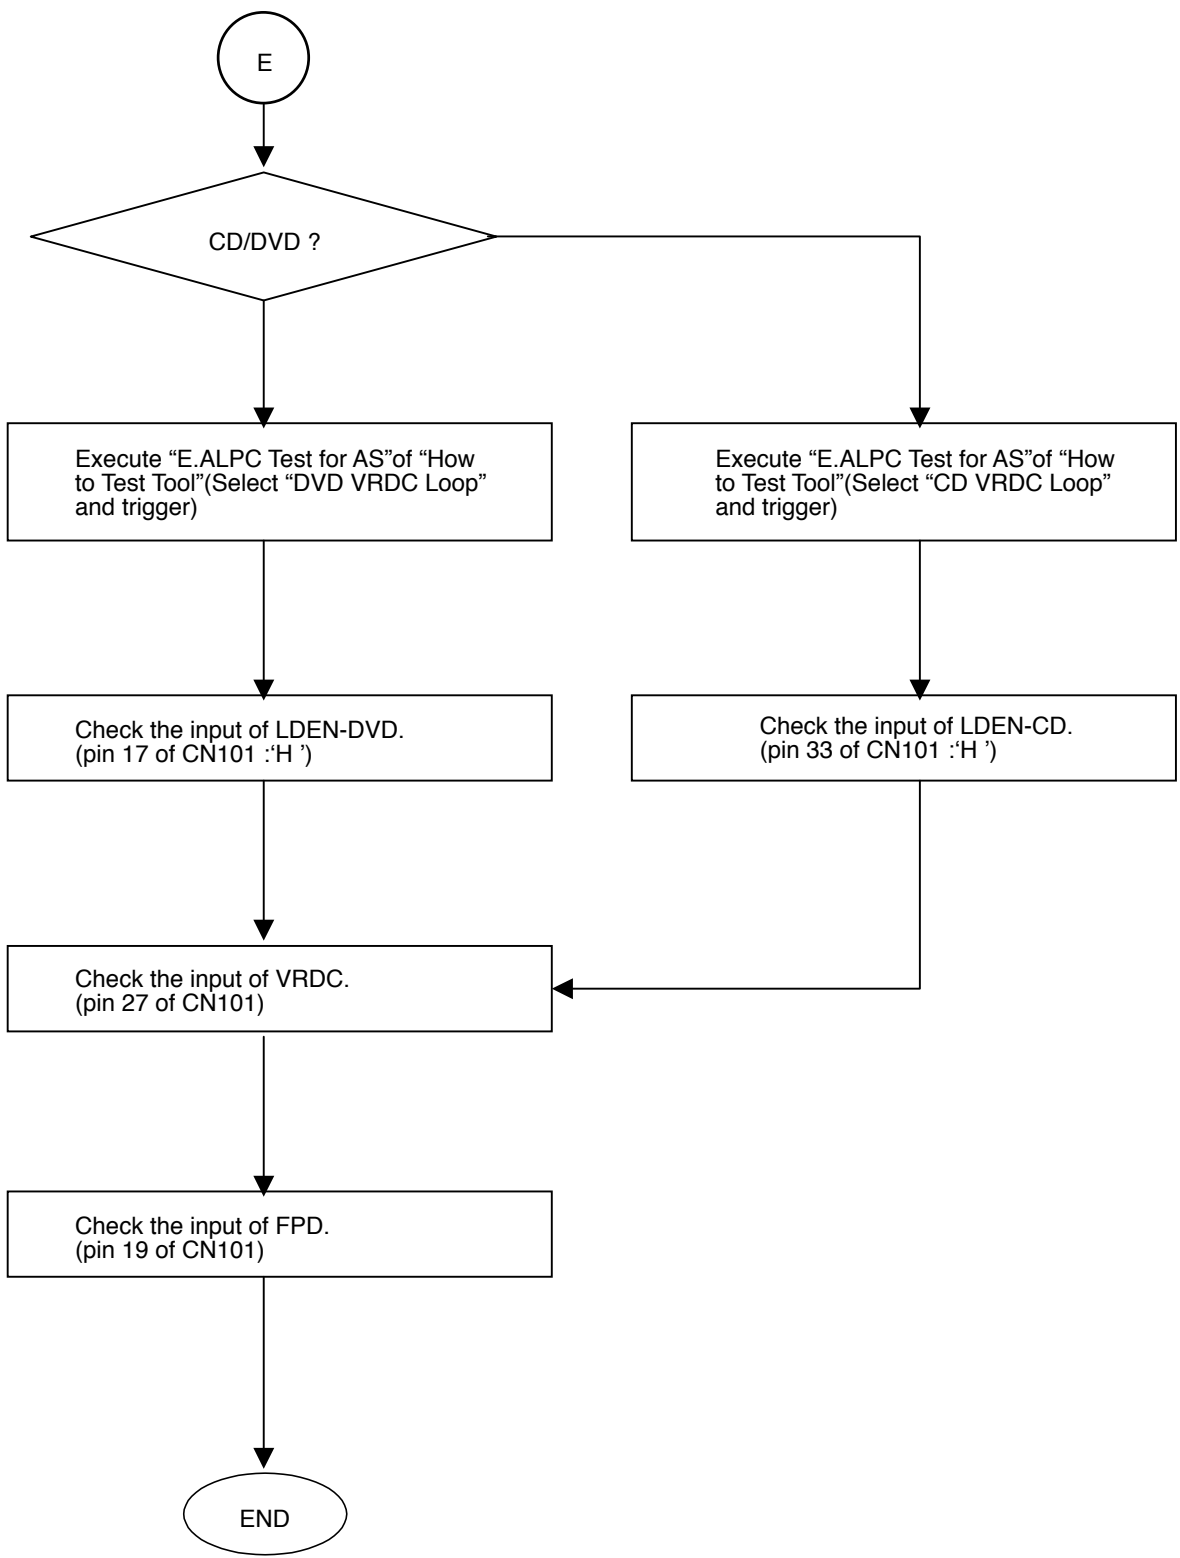 E
CD/DVD ?
Execute “E.ALPC Test for AS”of “How
to Test Tool”(Select “DVD VRDC Loop”
and trigger)
Execute “E.ALPC Test for AS”of “How
to Test Tool”(Select “CD VRDC Loop”
and trigger)
Check the input of LDEN-DVD.
(pin 17 of CN101 :‘H ’)
Check the input of LDEN-CD.
(pin 33 of CN101 :‘H ’)
Check the input of VRDC.
(pin 27 of CN101)
Check the input of FPD.
(pin 19 of CN101)
END